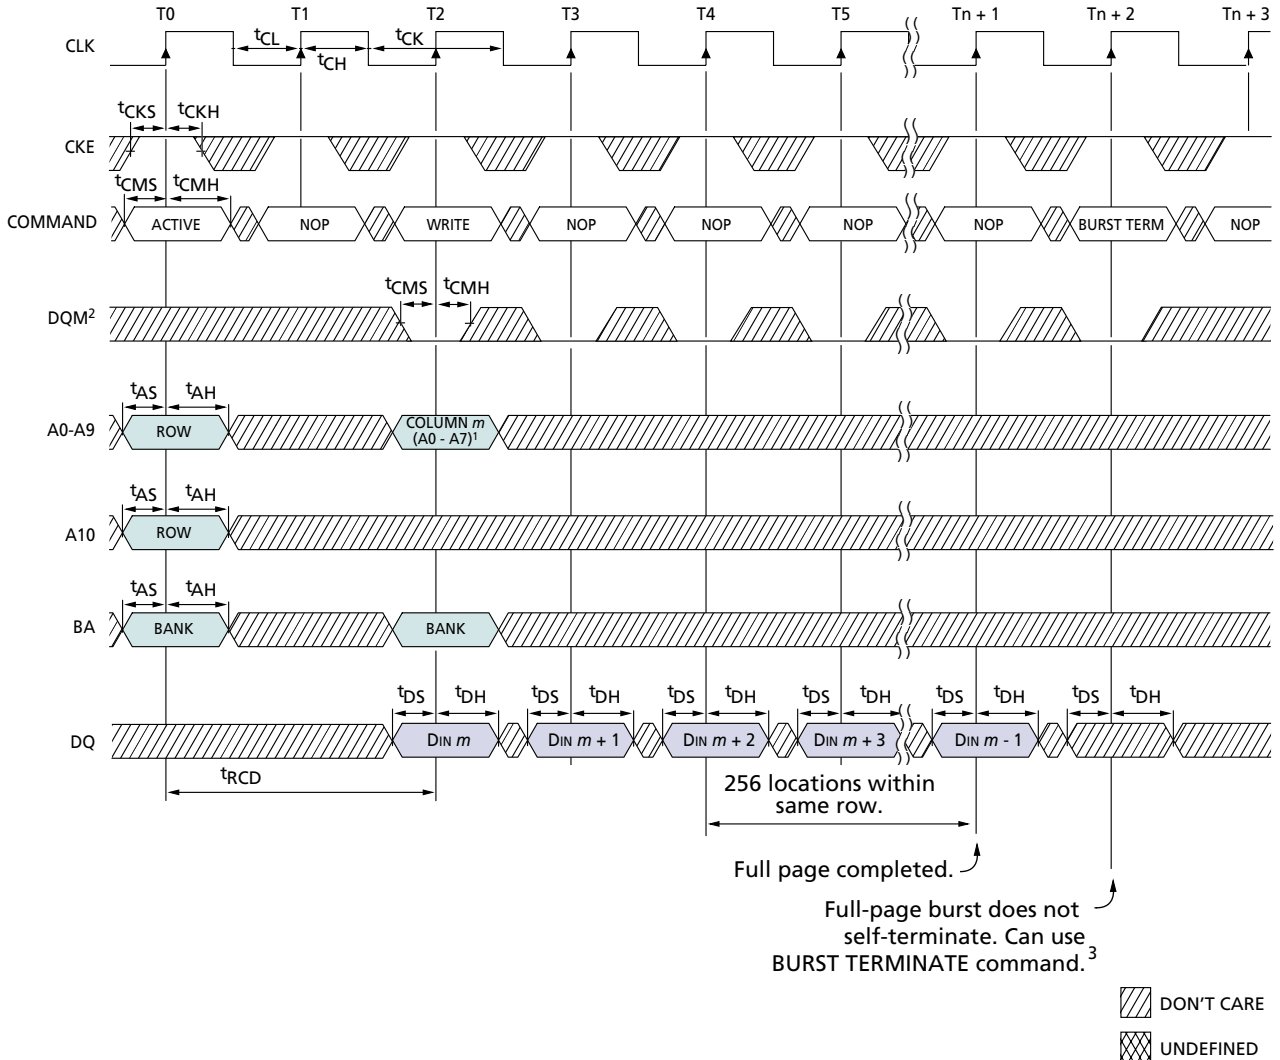 T0 T1 T2 T3 T4 T5 Tn + 1 Tn + 2 Tn + 3
CLK tCL tCH tCK
tCKS tCKH
CKE
tCMS tCMH
COMMAND ACTIVE NOP WRITE NOP NOP NOP NOP BURST TERM NOP
tCMS tCMH
DQM2
tAS tAH
A0-A9 ROW COLUMN m
(A0 - A7)1
tAS tAH
A10 ROW
tAS tAH
BA BANK BANK
tDS tDH tDS tDH tDS tDH tDS tDH tDS tDH tDS tDH
DQ DIN m DIN m + 1 DIN m + 2 DIN m + 3 DIN m - 1
tRCD
256 locations within
same row.
Full page completed.
Full-page burst does not
self-terminate. Can use
BURST TERMINATE command.3
DON'T CARE
UNDEFINED